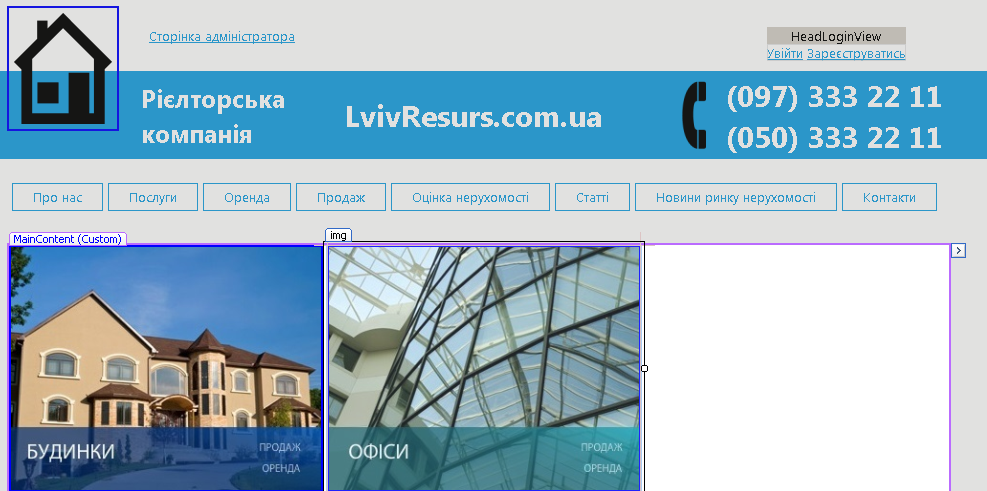 Сторінка адміністратора
HeadLoginView
Увійти Зареєструватись
Рієлторська
компанія
LvivResurs.com.ua
(097) 333 22 11
(050) 333 22 11
Про нас
Послуги
Оренда
Продаж
Оцінка нерухомості
Статті
Новини ринку нерухомості
Контакти
MainContent (Custom)
img
БУДИНКИ
ПРОДАЖ
ОРЕНДА
ОФІСИ
ПРОДАЖ
ОРЕНДА